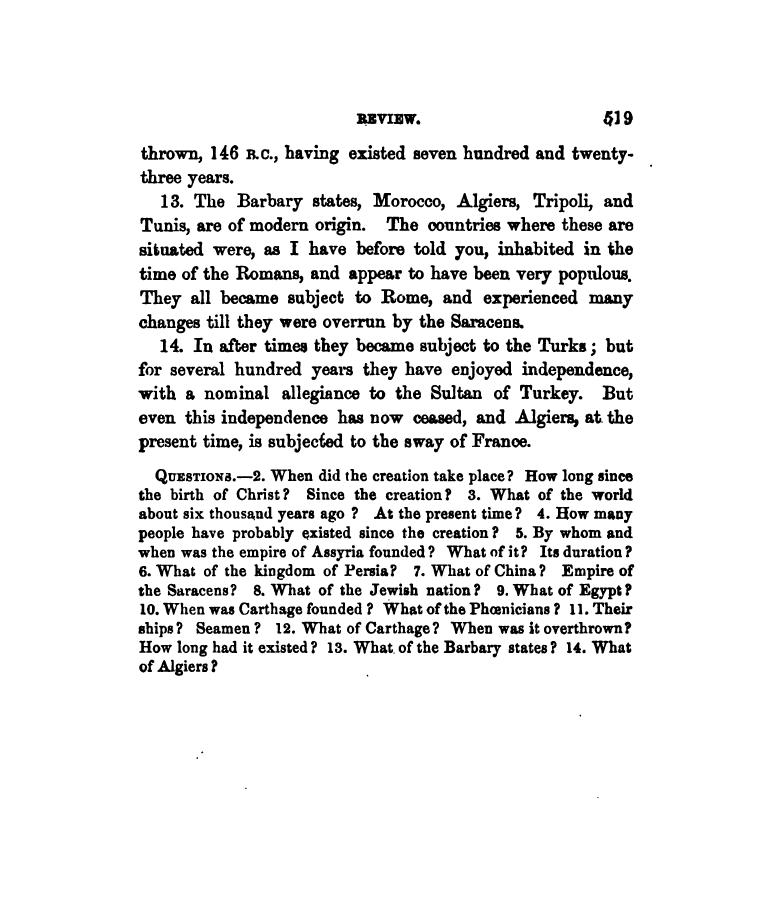 REVIEW. 519
thrown, 146 B.C., having existed seven hundred and twenty-
three years.
13. The Barbary states, Morocco, Algiers, Tripoli, and
Tunis, are of modern origin. The countries where these are
situated were, as I have before told you, inhabited in the
time of the Romans, and appear to have been very populous.
They all became subject to Rome, and experienced many
changes till they were overrun by the Saracens.
14. In after times they became subject to the Turks; but
for several hundred years they have enjoyed independence,
with a nominal allegiance to the Sultan of Turkey. But
even this independence has now ceased, and Algiers, at the
present time, is subjected to the sway of France.
QUESTIONS.—2. When did the creation take place? How long since
the birth of Christ? Since the creation? 3. What of the world
about six thousand years ago? At the present time? 4. How many
people have probably existed since the creation? 5. By whom and
when was the empire of Assyria founded? What of it? Its duration?
6. What of the kingdom of Persia? 7. What of China? Empire of
the Saracens? 8. What of the Jewish nation? 9. What of Egypt?
10. When was Carthage founded? What of the Phœnicians? 11. Their
ships? Seamen? 12. What of Carthage? When was it overthrown?
How long had it existed? 13. What of the Barbary states? 14. What
of Algiers?